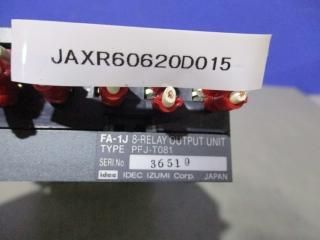 JAXR60620D015
FA-1J 8-RELAY OUTPUT UNIT
TYPE PFJ-T081
SERI.No 36519
idec IDEC IZUMI Corp. JAPAN